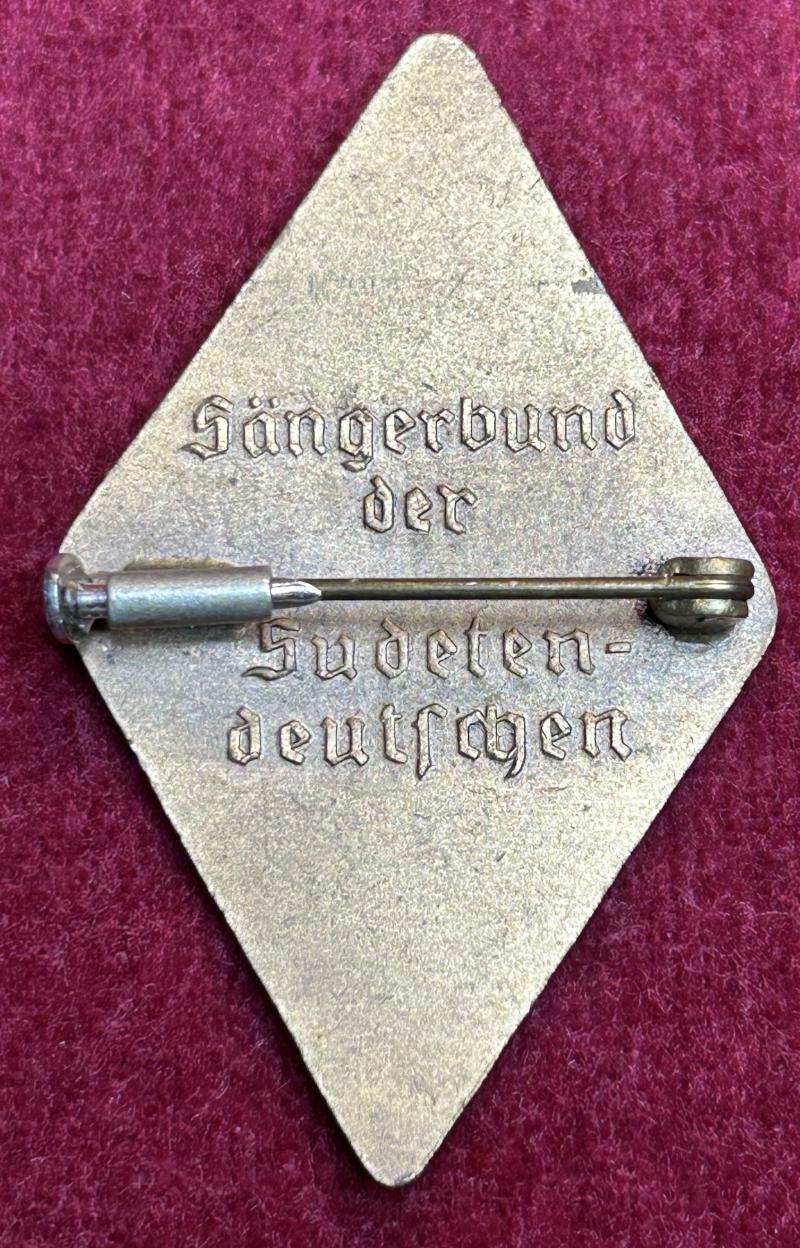 Sängerbund
der
Sudeten-
deutschen